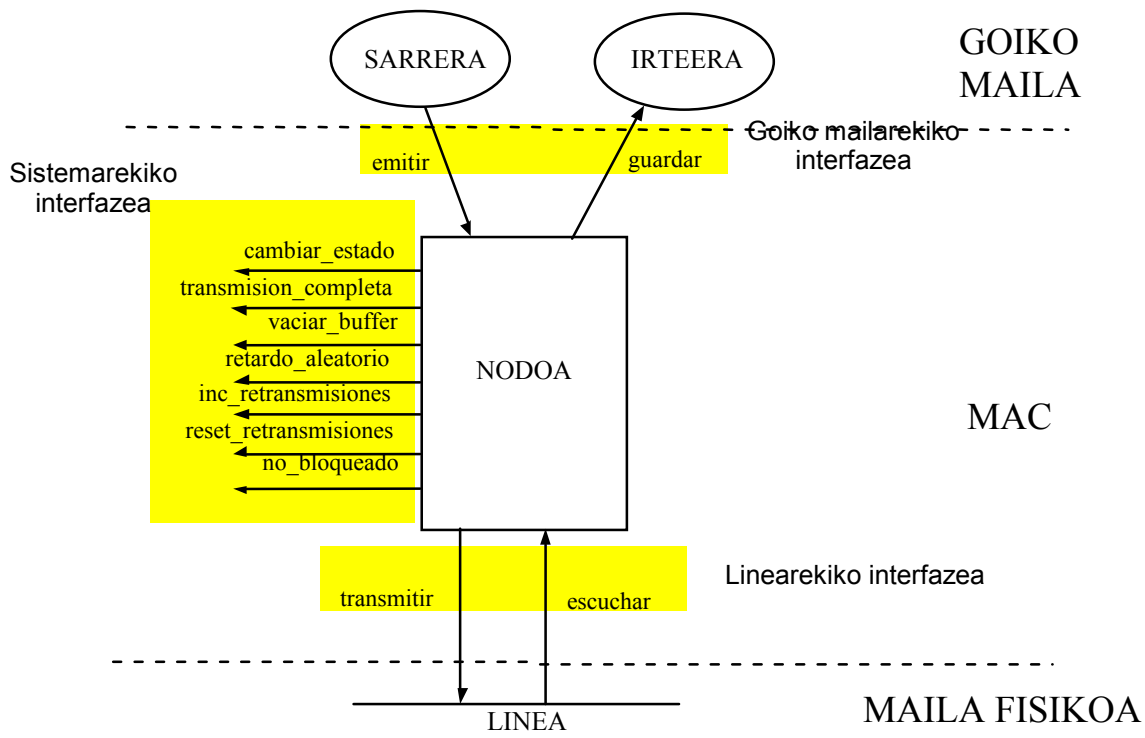 SARRERA
IRTEERA
GOIKO
MAILA
Goiko mailarekiko
interfazea
emitir
guardar
Sistemarekiko
interfazea
cambiar_estado
transmision_completa
vaciar_buffer
retardo_aleatorio
inc_retransmisiones
reset_retransmisiones
no_bloqueado
NODOA
MAC
Linearekiko interfazea
transmitir
escuchar
LINEA
MAILA FISIKOA